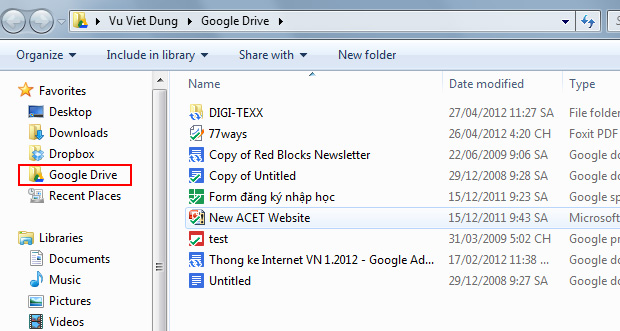 Vu Viet Dung Google Drive
Organize Include in library Share with New folder
Name Date modified Type
Favorites
Desktop
Downloads
Dropbox
Google Drive
Recent Places
Libraries
Documents
Music
Pictures
Videos
DIGI-TEXX 27/04/2012 11:27 SA File folder
77ways 26/04/2012 4:20 CH Foxit PDF
Copy of Red Blocks Newsletter 22/06/2009 9:06 SA Google do
Copy of Untitled 29/12/2008 9:28 SA Google do
Form đăng ký nhập học 15/12/2011 9:23 SA Google sp
New ACET Website 15/12/2011 9:43 SA Microsof
test 31/03/2009 5:02 CH Google pr
Thong ke Internet VN 1.2012 - Google Ad... 17/02/2012 11:38 ... Google do
Untitled 29/12/2008 9:27 SA Google do